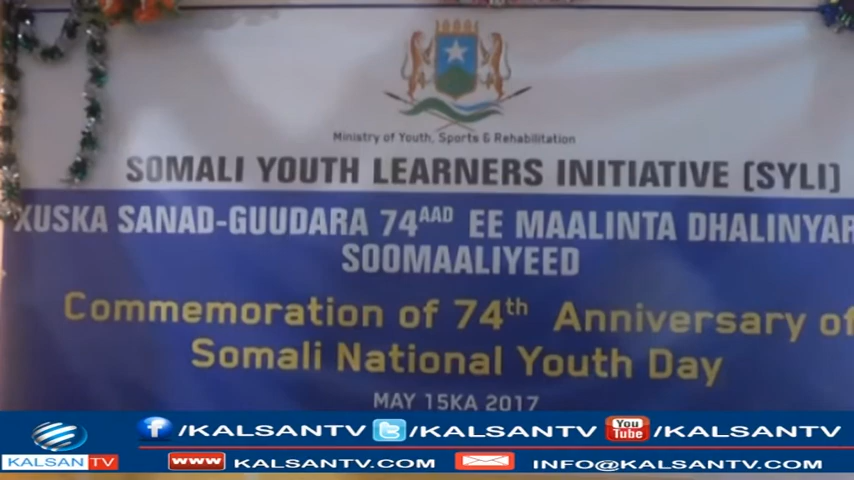 Ministry of Youth, Sports & Rehabilitation
SOMALI YOUTH LEARNERS INITIATIVE (SYLI)
XUSKA SANAD-GUUDARA 74AAD EE MAALINTA DHALINYAR
SOOMAALIYEED
Commemoration of 74th Anniversary of
Somali National Youth Day
MAY 15KA 2017
f /KALSANTV /KALSANTV You Tube /KALSANTV
KALSAN TV www KALSANTV.COM INFO@KALSANTV.COM